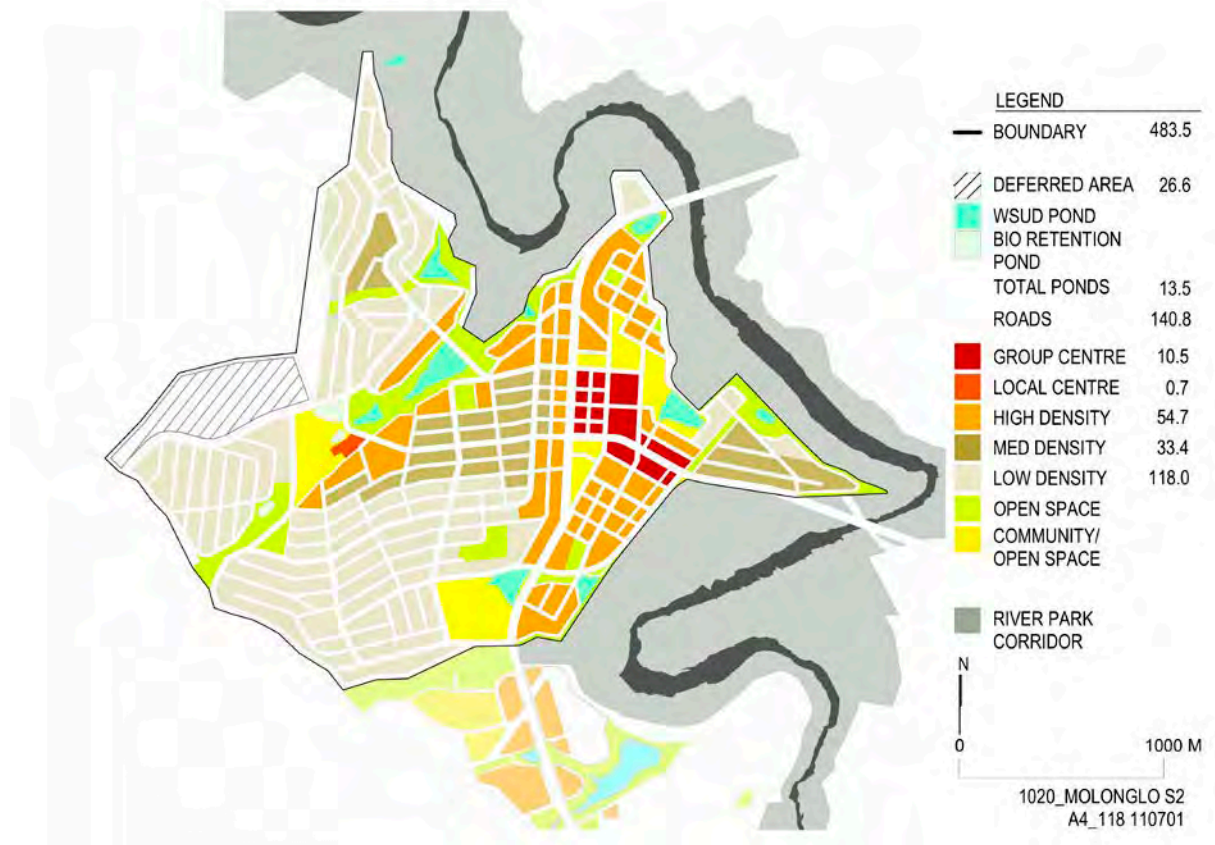 LEGEND
BOUNDARY 483.5
DEFERRED AREA 26.6
WSUD POND
BIO RETENTION
POND
TOTAL PONDS 13.5
ROADS 140.8
GROUP CENTRE 10.5
LOCAL CENTRE 0.7
HIGH DENSITY 54.7
MED DENSITY 33.4
LOW DENSITY 118.0
OPEN SPACE
COMMUNITY/
OPEN SPACE
RIVER PARK
CORRIDOR
N
0 1000 M
1020_MOLONGLO S2
A4_118 110701